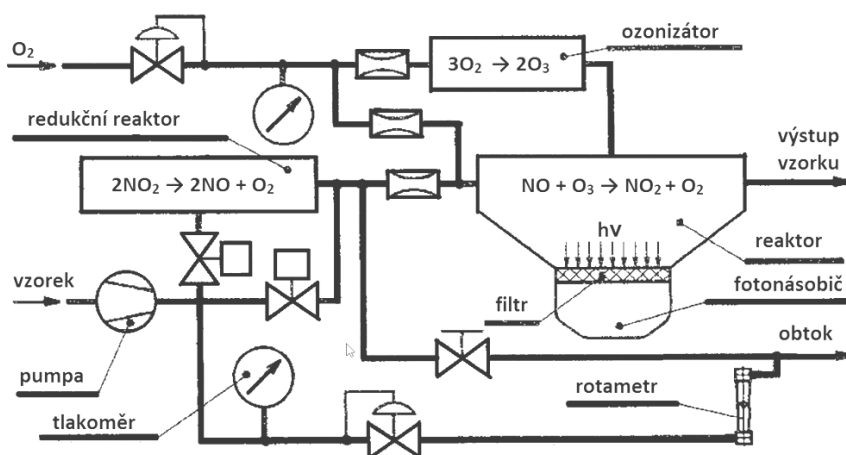 O₂
ozonizátor
3O₂ → 2O₃
redukční reaktor
výstup
vzorku
2NO₂ → 2NO + O₂
NO + O₃ → NO₂ + O₂
hV
reaktor
vzorek
filtr
fotonásobič
obtok
pumpa
rotametr
tlakoměr